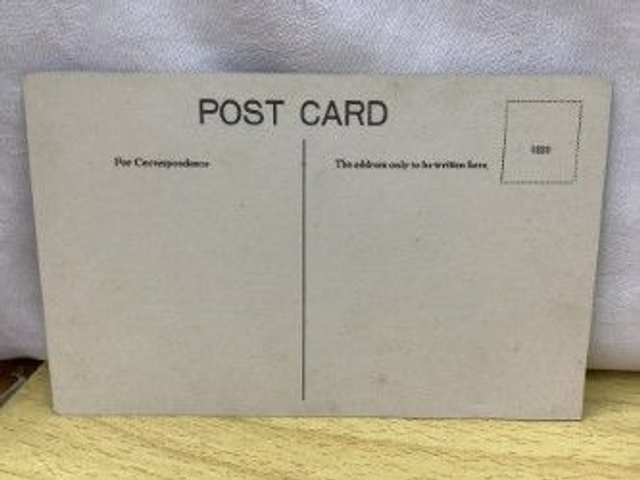 POST CARD
For Correspondence
The address only to be written here